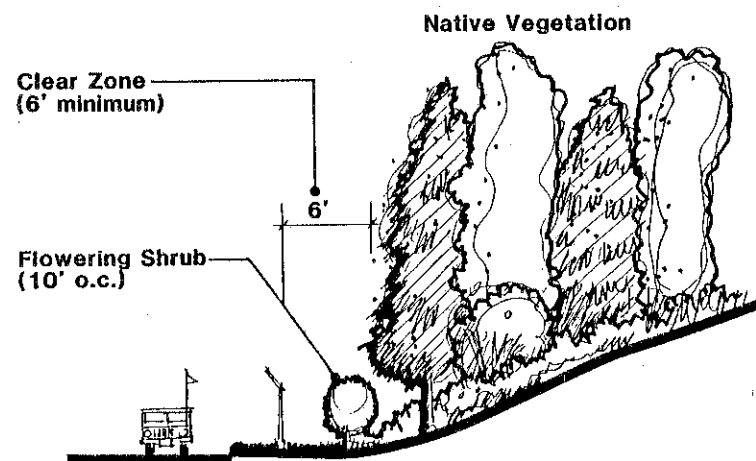 Native Vegetation
Clear Zone
(6' minimum)
6'
Flowering Shrub
(10' o.c.)